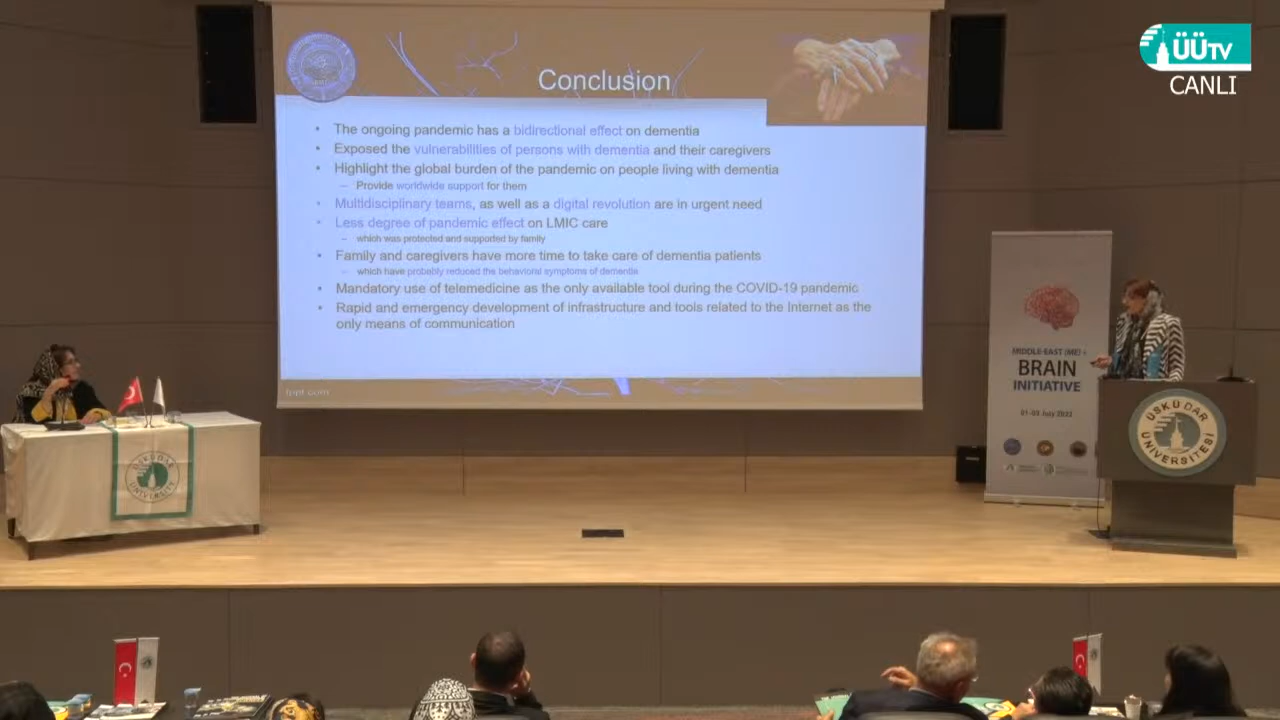 ÜÜTV
CANLI
Conclusion
• The ongoing pandemic has a bidirectional effect on dementia
• Exposed the vulnerabilities of persons with dementia and their caregivers
• Highlight the global burden of the pandemic on people living with dementia
– Provide worldwide support for them
• Multidisciplinary teams, as well as a digital revolution are in urgent need
• Less degree of pandemic effect on LMIC care
– which was protected and supported by family
• Family and caregivers have more time to take care of dementia patients
– which have probably reduced the behavioral symptoms of dementia
• Mandatory use of telemedicine as the only available tool during the COVID-19 pandemic
• Rapid and emergency development of infrastructure and tools related to the Internet as the
only means of communication
fppt.com
MIDDLE-EAST (ME)
BRAIN
INITIATIVE
01-03 July 2022
ÜSKÜDAR
ÜNİVERSİTESİ
ÜSKÜDAR